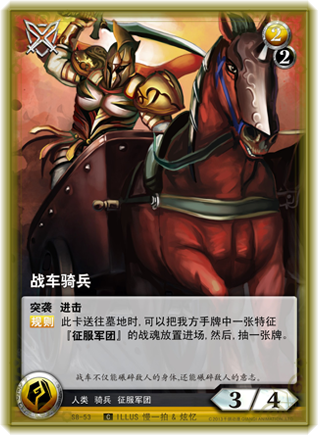 2
2
战车骑兵
突袭 进击
规则 此卡送往墓地时,可以把我方手牌中一张特征
『征服军团』的战魂放置进场,然后,抽一张牌。
战车不仅能碾碎敌人的身体,还能碾碎敌人的意志。
人类 骑兵 征服军团
3 / 4
C ILLUS 慢一拍 & 炫忆